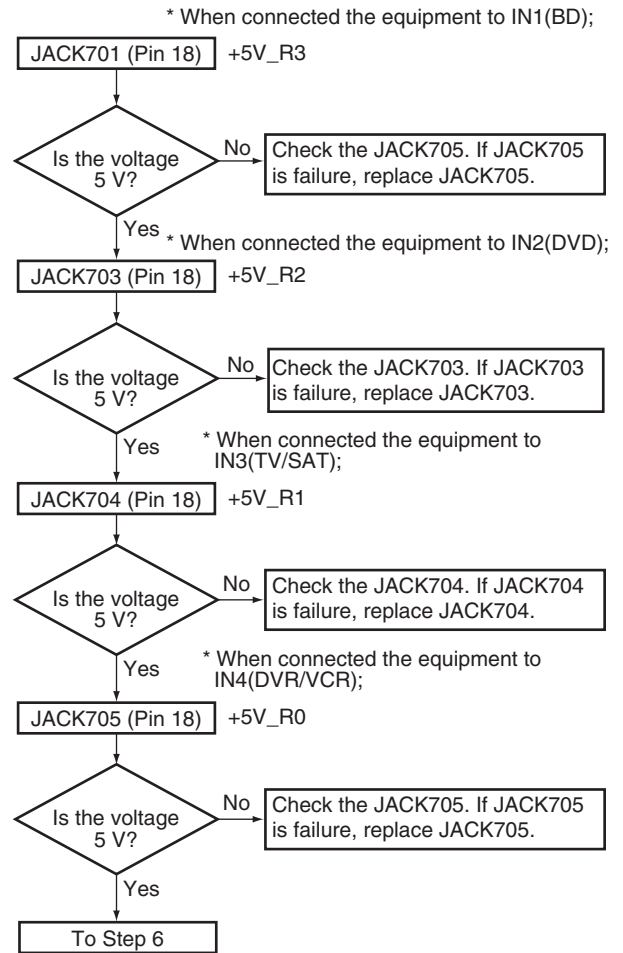 * When connected the equipment to IN1(BD);
JACK701 (Pin 18) +5V_R3
Is the voltage
5 V?
No
Check the JACK705. If JACK705
is failure, replace JACK705.
Yes
* When connected the equipment to IN2(DVD);
JACK703 (Pin 18) +5V_R2
Is the voltage
5 V?
No
Check the JACK703. If JACK703
is failure, replace JACK703.
Yes
* When connected the equipment to
IN3(TV/SAT);
JACK704 (Pin 18) +5V_R1
Is the voltage
5 V?
No
Check the JACK704. If JACK704
is failure, replace JACK704.
Yes
* When connected the equipment to
IN4(DVR/VCR);
JACK705 (Pin 18) +5V_R0
Is the voltage
5 V?
No
Check the JACK705. If JACK705
is failure, replace JACK705.
Yes
To Step 6